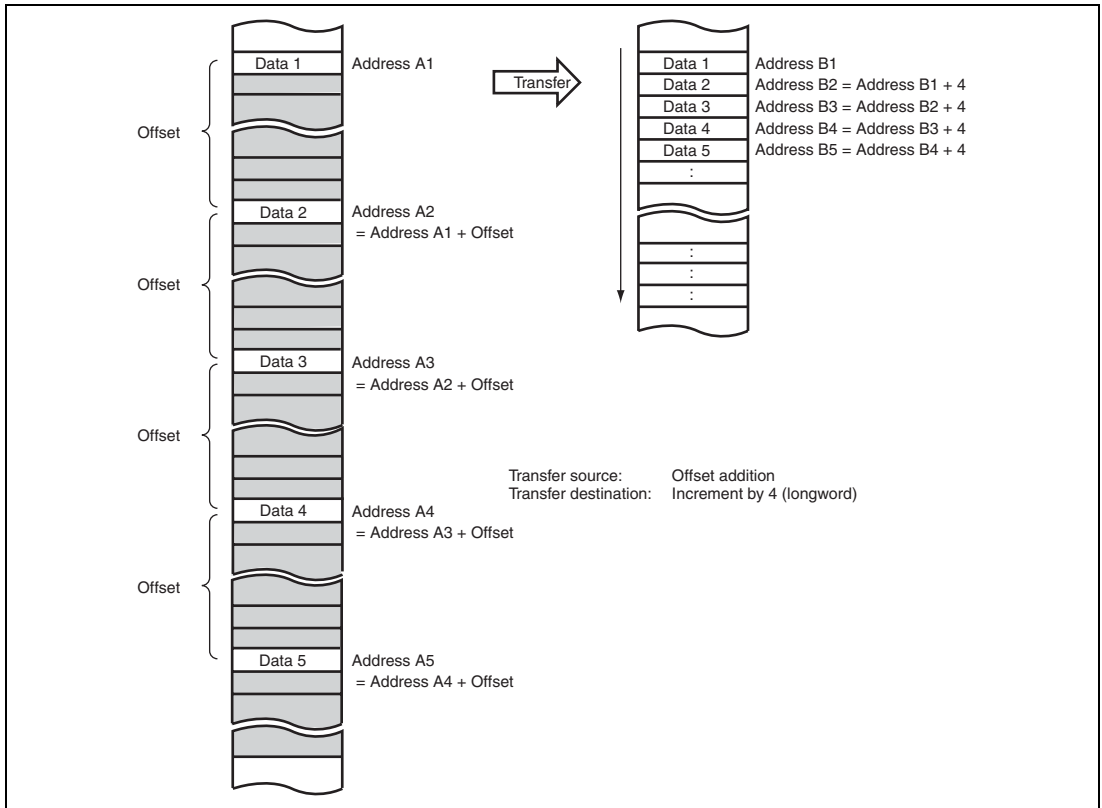 Data 1
Address A1
Offset
Data 2
Address A2
= Address A1 + Offset
Offset
Data 3
Address A3
= Address A2 + Offset
Offset
Data 4
Address A4
= Address A3 + Offset
Offset
Data 5
Address A5
= Address A4 + Offset
Transfer
Data 1 Address B1
Data 2 Address B2 = Address B1 + 4
Data 3 Address B3 = Address B2 + 4
Data 4 Address B4 = Address B3 + 4
Data 5 Address B5 = Address B4 + 4
:
:
:
:
Transfer source: Offset addition
Transfer destination: Increment by 4 (longword)